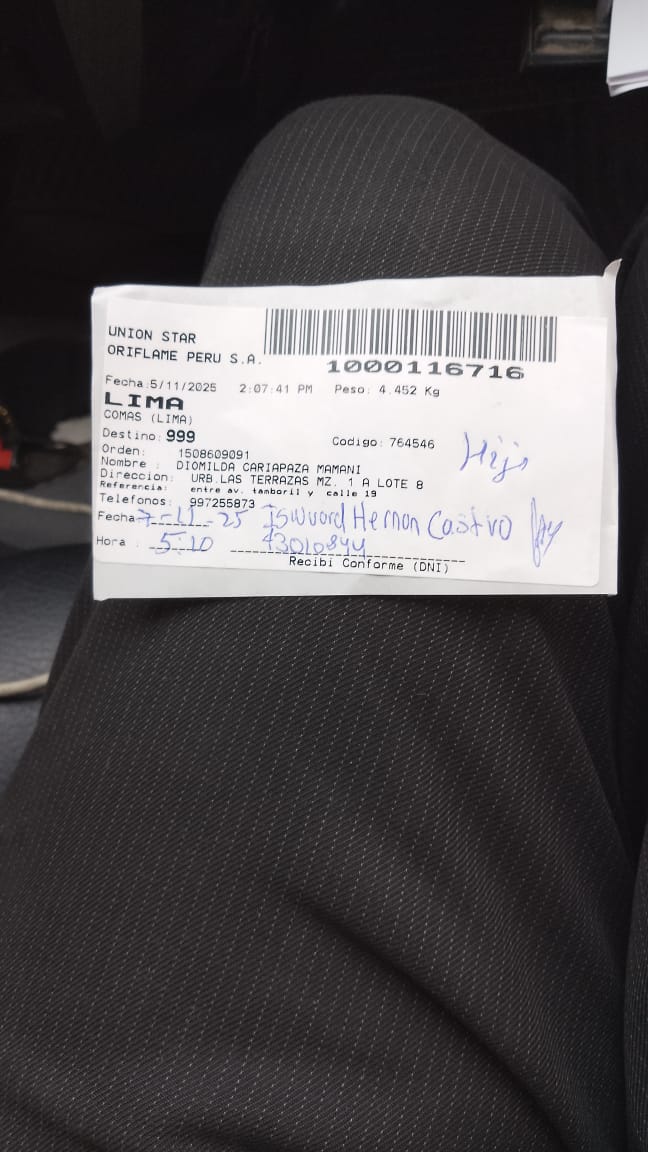 UNION STAR
ORIFLAME PERU S.A.
1000116716
Fecha:5/11/2025 2:07:41 PM Peso: 4.452 Kg
LIMA
COMAS (LIMA)
Destino: 999
Codigo: 764546
Hijo
Orden: 1508609091
Nombre : DIOMILDA CARIAPAZA MAMANI
Direccion: URB.LAS TERRAZAS MZ. 1 A LOTE 8
Referencia: entre av. tamboril y calle 19
Telefonos: 997255873
Fecha: 7-11-25 Hernan Castro
Hora : 5:10
Recibi Conforme (DNI)